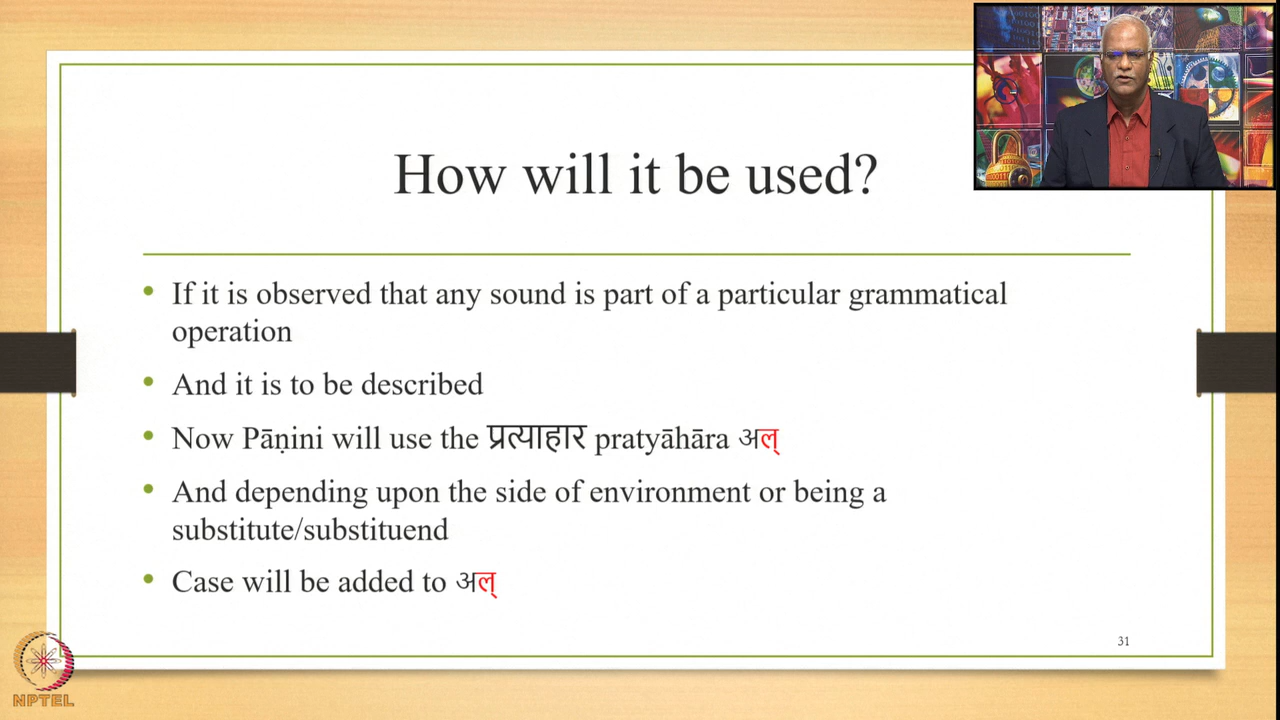 How will it be used?
If it is observed that any sound is part of a particular grammatical
operation
And it is to be described
Now Pāṇini will use the प्रत्याहार pratyāhāra अल्
And depending upon the side of environment or being a
substitute/substituend
Case will be added to अल्
31
NPTEL